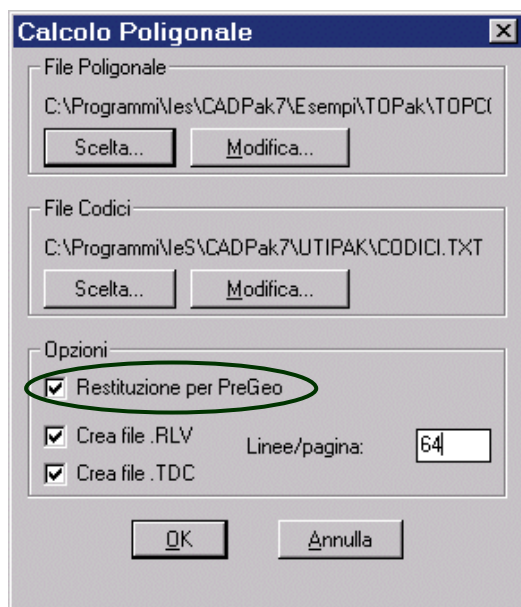 Calcolo Poligonale
File Poligonale
C:\Programmi\Ies\CADPak7\Esempi\TOPak\TOPC(
Scelta... Modifica...
File Codici
C:\Programmi\IeS\CADPak7\UTIPAK\CODICI.TXT
Scelta... Modifica...
Opzioni
Restituzione per PreGeo
Crea file .RLV Linee/pagina: 64
Crea file .TDC
OK Annulla